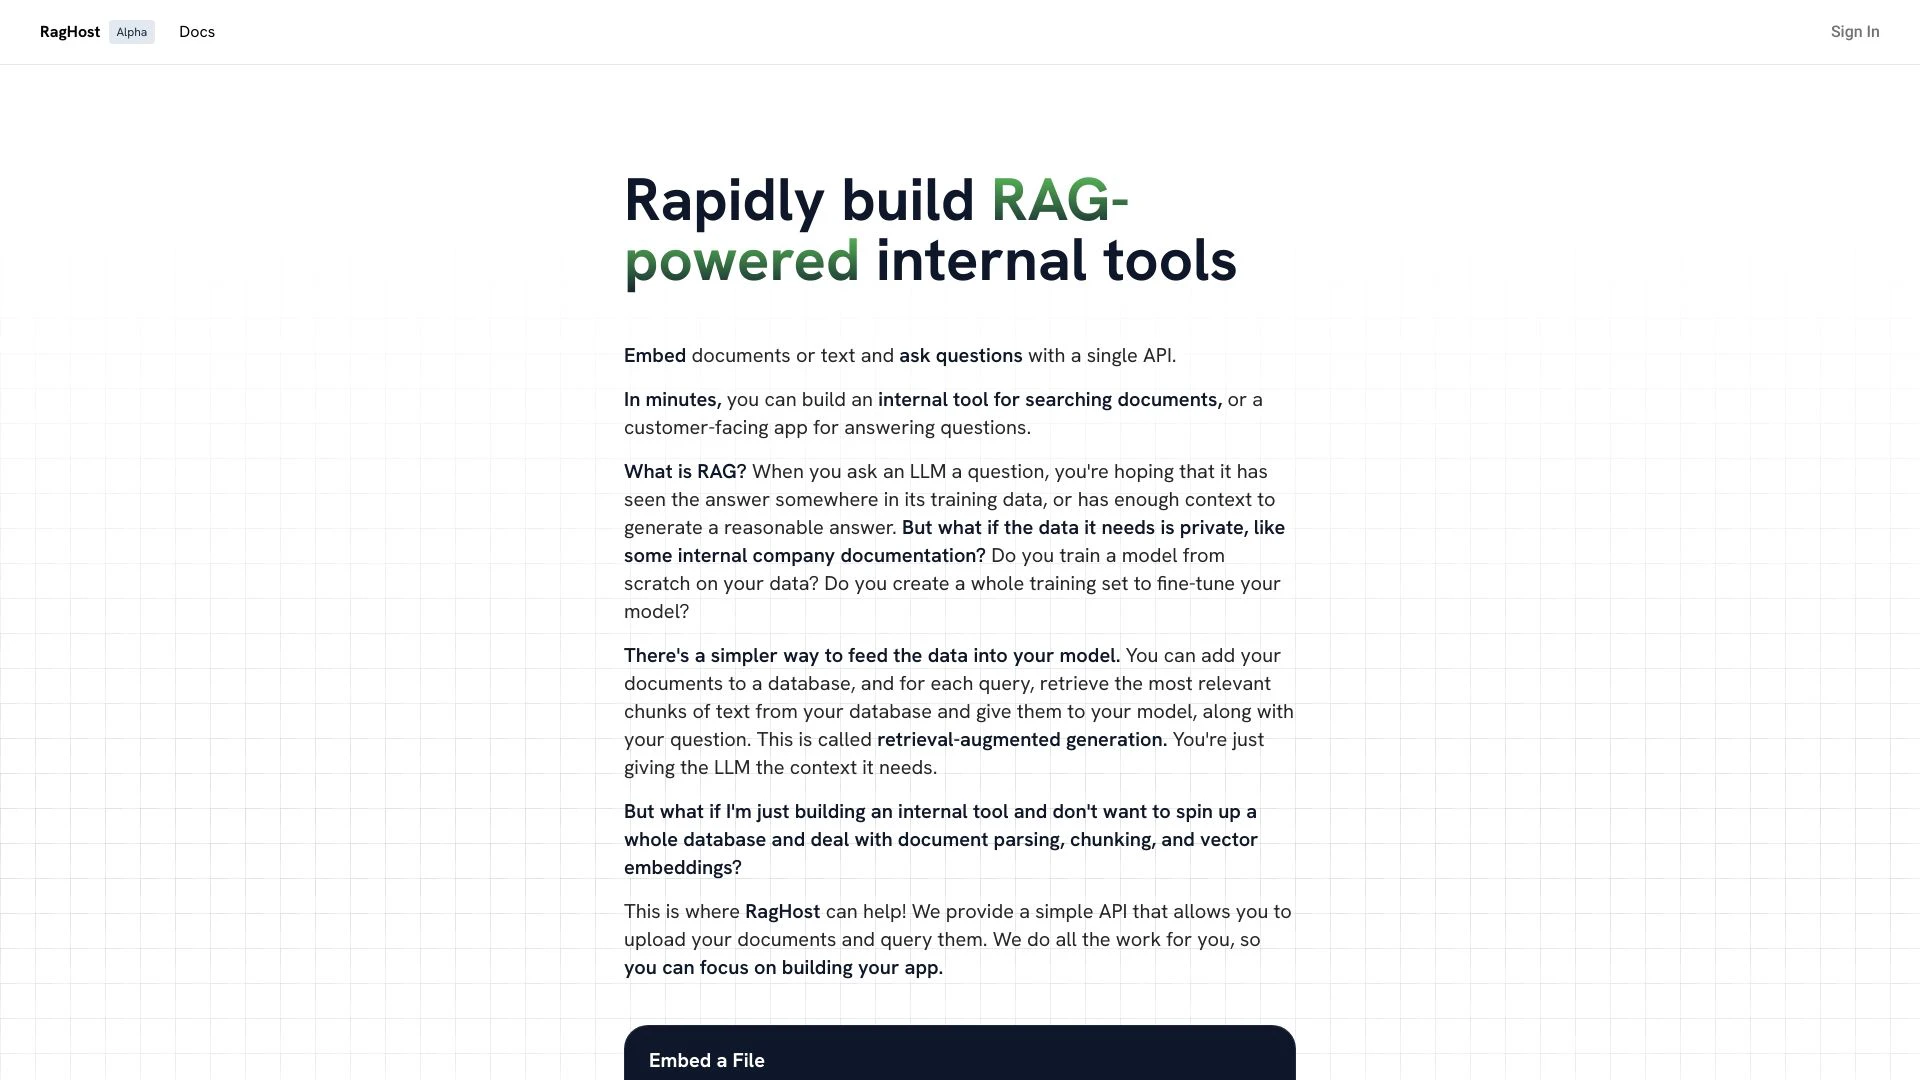 RagHost Alpha Docs Sign In
Rapidly build RAG-
powered internal tools
Embed documents or text and ask questions with a single API.
In minutes, you can build an internal tool for searching documents, or a
customer-facing app for answering questions.
What is RAG? When you ask an LLM a question, you're hoping that it has
seen the answer somewhere in its training data, or has enough context to
generate a reasonable answer. But what if the data it needs is private, like
some internal company documentation? Do you train a model from
scratch on your data? Do you create a whole training set to fine-tune your
model?
There's a simpler way to feed the data into your model. You can add your
documents to a database, and for each query, retrieve the most relevant
chunks of text from your database and give them to your model, along with
your question. This is called retrieval-augmented generation. You're just
giving the LLM the context it needs.
But what if I'm just building an internal tool and don't want to spin up a
whole database and deal with document parsing, chunking, and vector
embeddings?
This is where RagHost can help! We provide a simple API that allows you to
upload your documents and query them. We do all the work for you, so
you can focus on building your app.
Embed a File